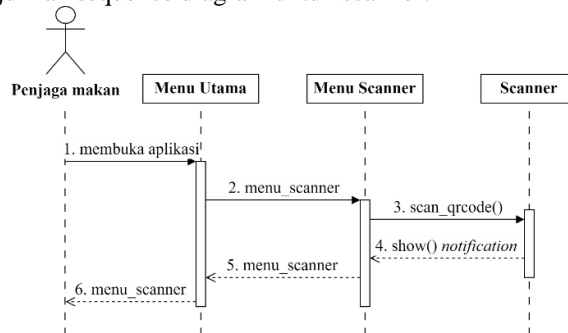 Penjaga makan
Menu Utama
Menu Scanner
Scanner
1. membuka aplikasi
2. menu_scanner
3. scan_qrcode()
4. show() notification
5. menu_scanner
6. menu_scanner